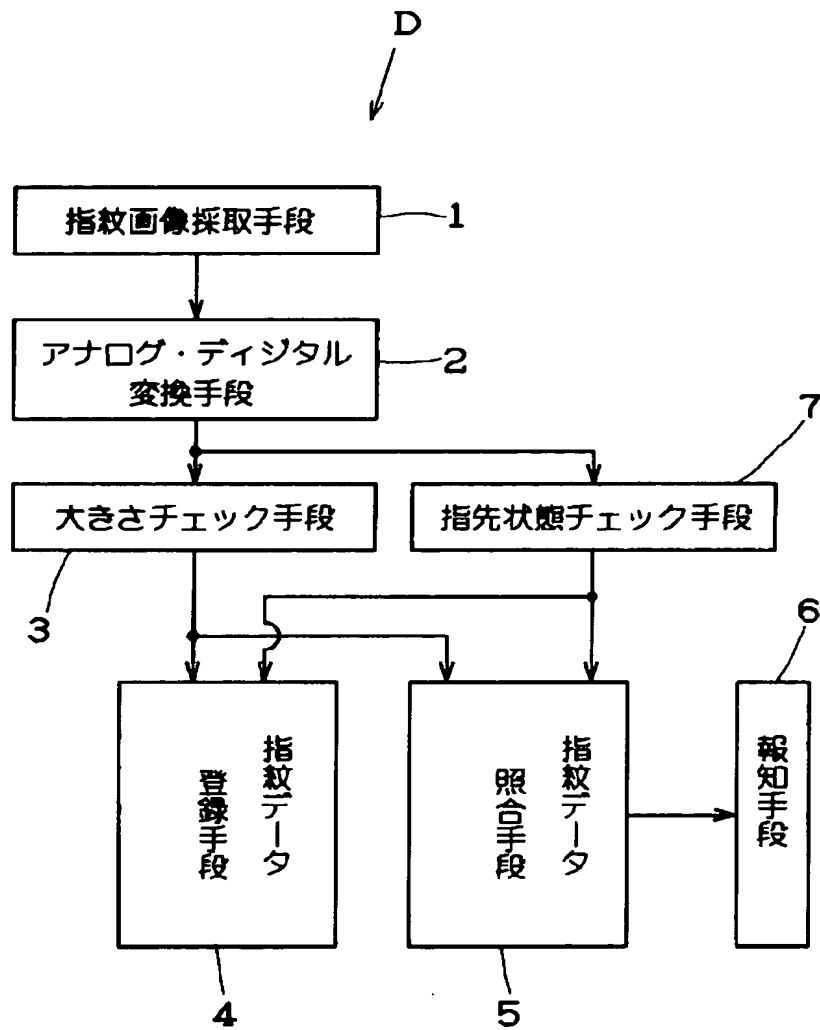 D
指紋画像採取手段
1
アナログ・ディジタル
変換手段
2
7
大きさチェック手段
指先状態チェック手段
3
6
指紋データ
登録手段
指紋データ
照合手段
報知手段
4
5